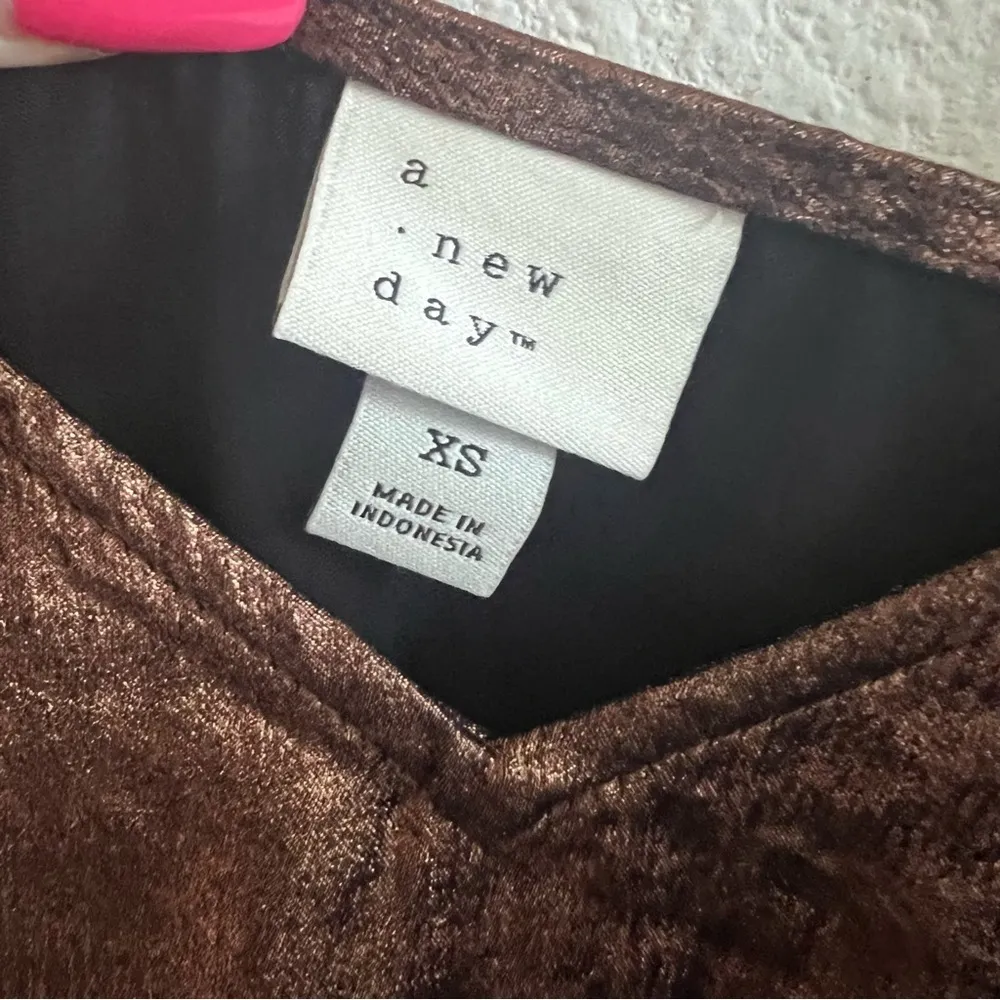 a
· new
day™
XS
MADE IN
INDONESIA